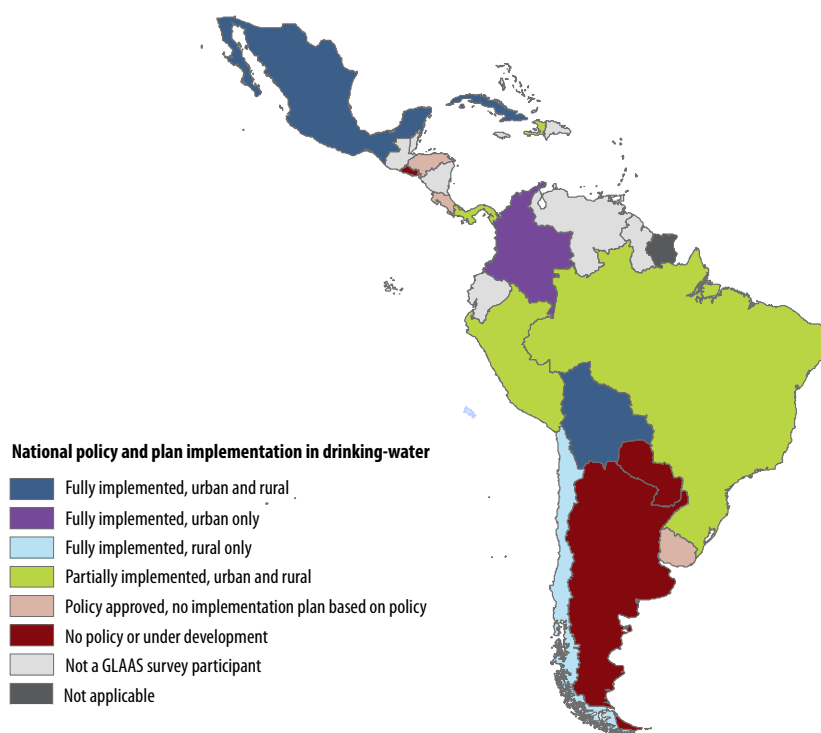 National policy and plan implementation in drinking-water
Fully implemented, urban and rural
Fully implemented, urban only
Fully implemented, rural only
Partially implemented, urban and rural
Policy approved, no implementation plan based on policy
No policy or under development
Not a GLAAS survey participant
Not applicable